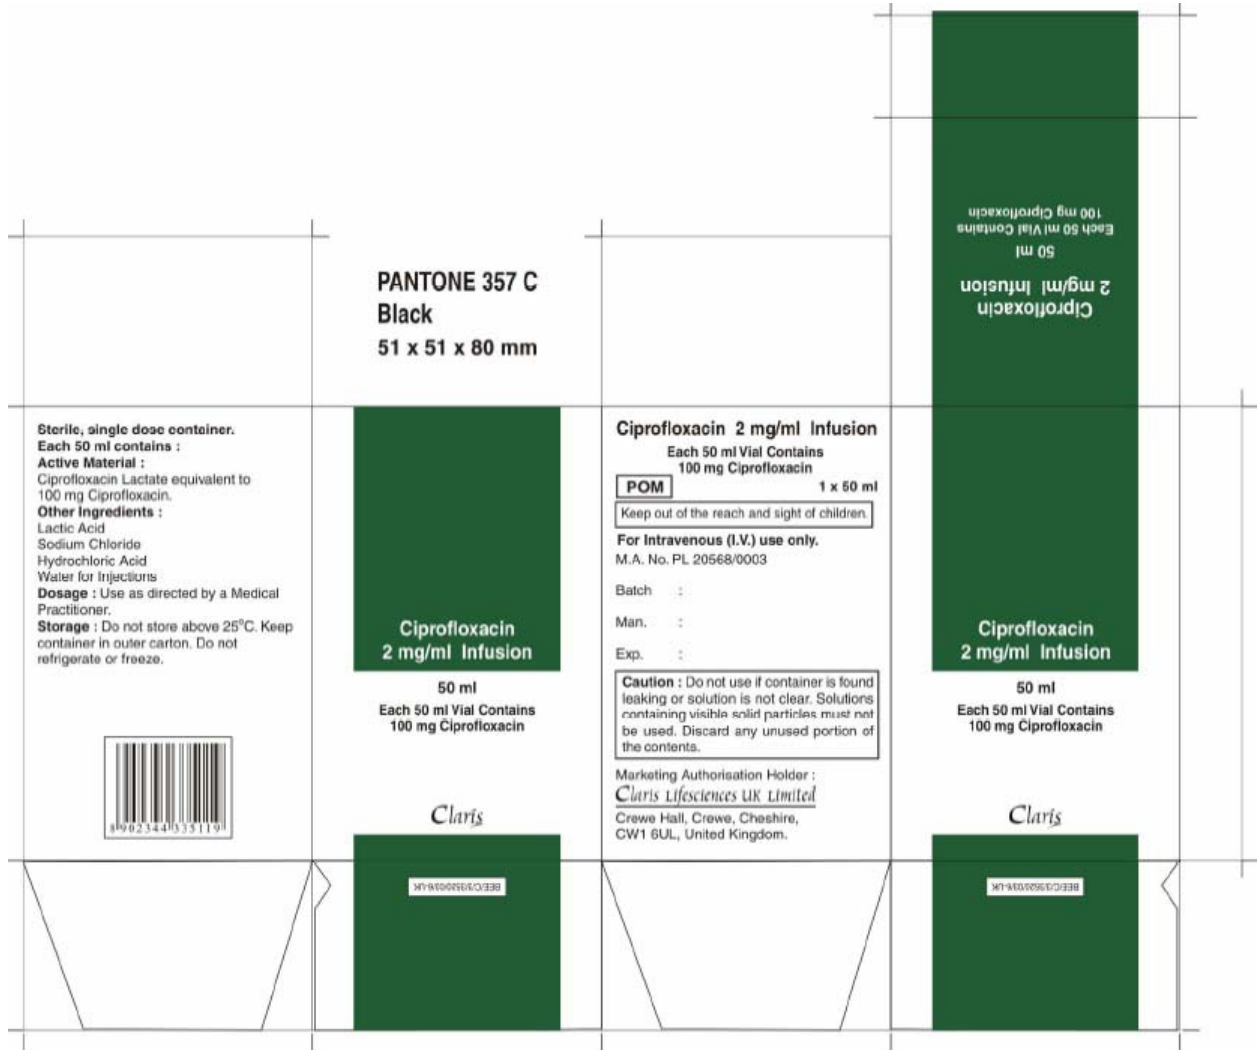 100 mg Ciprofloxacin
Each 50 ml Vial Contains
50 ml
2 mg/ml Infusion
Ciprofloxacin
PANTONE 357 C
Black
51 x 51 x 80 mm
Sterile, single dose container.
Each 50 ml contains :
Active Material :
Ciprofloxacin Lactate equivalent to
100 mg Ciprofloxacin.
Other Ingredients :
Lactic Acid
Sodium Chloride
Hydrochloric Acid
Water for Injections
Dosage : Use as directed by a Medical
Practitioner.
Storage : Do not store above 25°C. Keep
container in outer carton. Do not
refrigerate or freeze.
8902344335119
Ciprofloxacin
2 mg/ml Infusion
50 ml
Each 50 ml Vial Contains
100 mg Ciprofloxacin
Claris
Ciprofloxacin 2 mg/ml Infusion
Each 50 ml Vial Contains
100 mg Ciprofloxacin
POM 1 x 50 ml
Keep out of the reach and sight of children.
For Intravenous (I.V.) use only.
M.A. No. PL 20568/0003
Batch :
Man. :
Exp. :
Caution : Do not use if container is found
leaking or solution is not clear. Solutions
containing visible solid particles must not
be used. Discard any unused portion of
the contents.
Marketing Authorisation Holder :
Claris Lifesciences UK Limited
Crewe Hall, Crewe, Cheshire,
CW1 6UL, United Kingdom.
Ciprofloxacin
2 mg/ml Infusion
50 ml
Each 50 ml Vial Contains
100 mg Ciprofloxacin
Claris